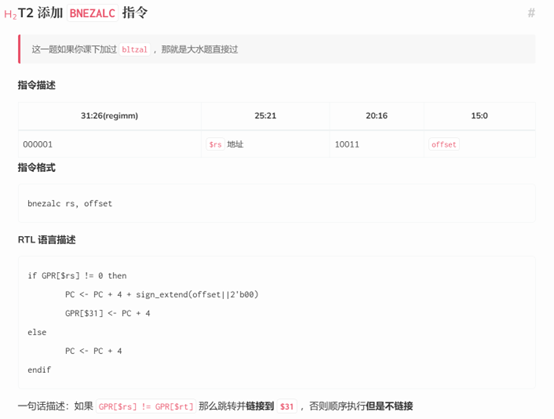 H2 T2 添加 BNEZALC 指令 #
这一题如果你课下加过 bltzal ，那就是大水题直接过
指令描述
31:26(regimm) 25:21 20:16 15:0
000001 $rs 地址 10011 offset
指令格式
bnezalc rs, offset
RTL 语言描述
if GPR[$rs] != 0 then
PC <- PC + 4 + sign_extend(offset||2'b00)
GPR[$31] <- PC + 4
else
PC <- PC + 4
endif
一句话描述：如果 GPR[$rs] != GPR[$rt] 那么跳转并链接到 $31 ，否则顺序执行但是不链接